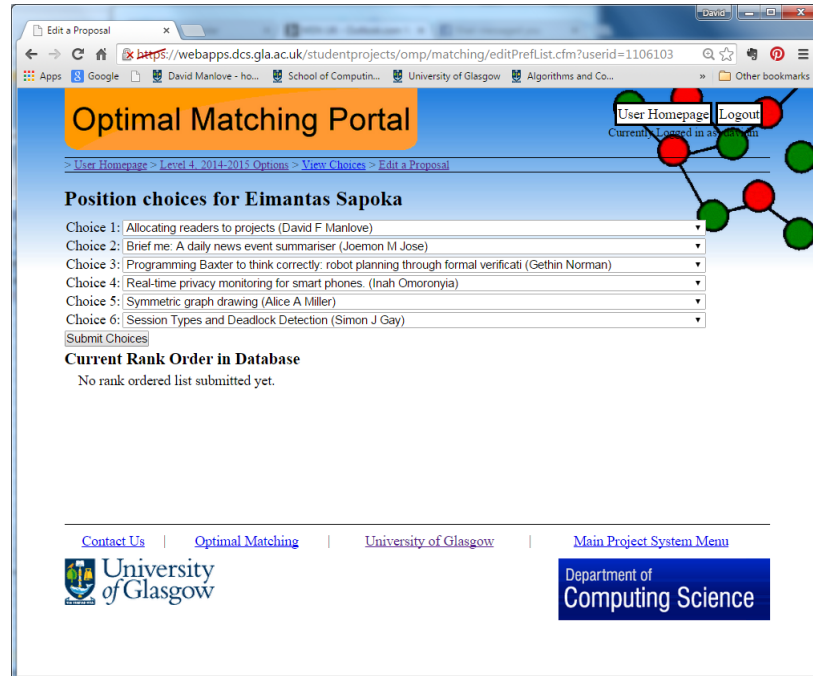 David
Edit a Proposal
https://webapps.dcs.gla.ac.uk/studentprojects/omp/matching/editPrefList.cfm?userid=1106103
Apps Google David Manlove - ho... School of Computin... University of Glasgow Algorithms and Co... » Other bookmarks
Optimal Matching Portal
User Homepage Logout
Currently Logged in as:
> User Homepage > Level 4, 2014-2015 Options > View Choices > Edit a Proposal
Position choices for Eimantas Sapoka
Choice 1: Allocating readers to projects (David F Manlove)
Choice 2: Brief me: A daily news event summariser (Joemon M Jose)
Choice 3: Programming Baxter to think correctly: robot planning through formal verificati (Gethin Norman)
Choice 4: Real-time privacy monitoring for smart phones. (Inah Omoronyia)
Choice 5: Symmetric graph drawing (Alice A Miller)
Choice 6: Session Types and Deadlock Detection (Simon J Gay)
Submit Choices
Current Rank Order in Database
No rank ordered list submitted yet.
Contact Us | Optimal Matching | University of Glasgow | Main Project System Menu
University
of Glasgow
Department of
Computing Science